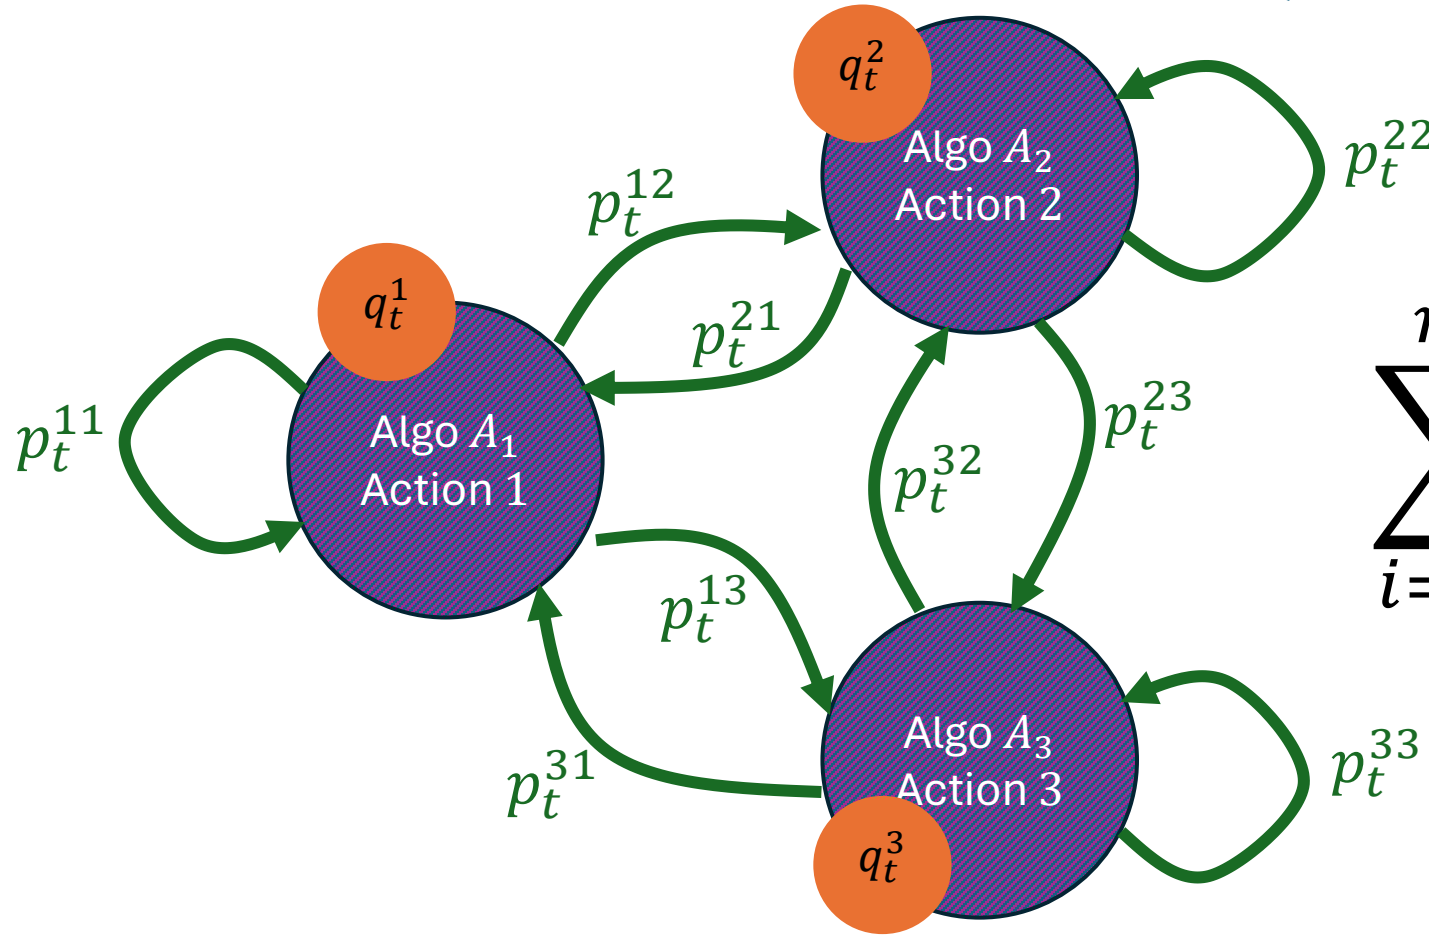 q_t^2
Algo A_2
Action 2
p_t^{22}
p_t^{12}
q_t^1
p_t^{21}
Algo A_1
Action 1
p_t^{11}
p_t^{23}
p_t^{32}
∑
i=
p_t^{13}
Algo A_3
Action 3
p_t^{31}
p_t^{33}
q_t^3